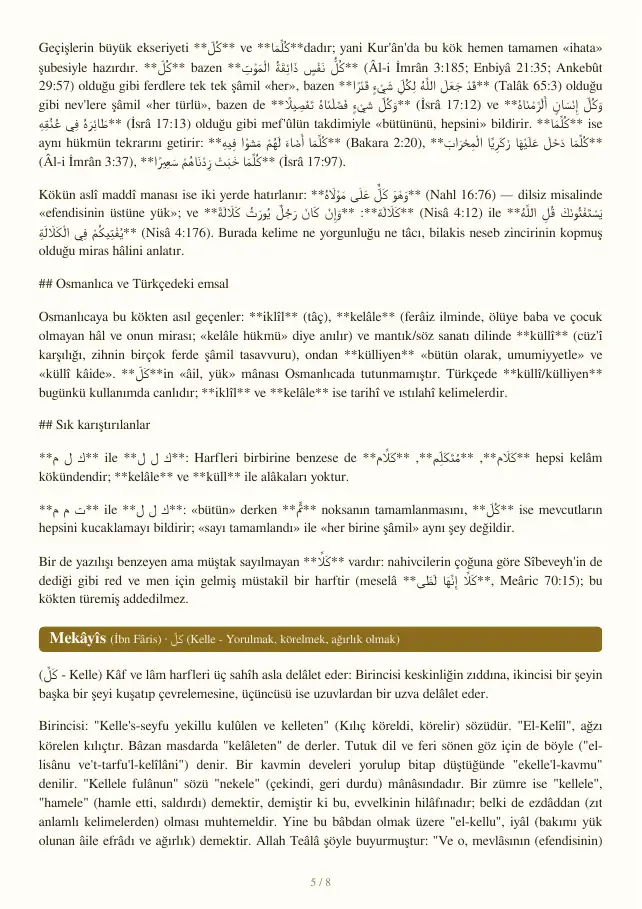 Geçişlerin büyük ekseriyeti **كُلّ** ve **كُلَّمَا**dadır; yani Kur'ân'da bu kök hemen tamamen «ihata»
şubesiyle hazırdır. **كُلّ** bazen **كُلُّ نَفْسٍ ذَائِقَةُ الْمَوْتِ** (Âl-i İmrân 3:185; Enbiyâ 21:35; Ankebût
29:57) olduğu gibi ferdlere tek tek şâmil «her», bazen **قَدْ جَعَلَ اللَّهُ لِكُلِّ شَيْءٍ قَدْرًا** (Talâk 65:3) olduğu
gibi nev'lere şâmil «her türlü», bazen de **وَكُلَّ شَيْءٍ فَصَّلْنَاهُ تَفْصِيلًا** (İsrâ 17:12) ve **وَكُلَّ إِنسَانٍ أَلْزَمْنَاهُ
طَائِرَهُ فِي عُنُقِهِ** (İsrâ 17:13) olduğu gibi mef'ûlün takdimiyle «bütününü, hepsini» bildirir. **كُلَّمَا** ise
aynı hükmün tekrarını getirir: **كُلَّمَا أَضَاءَ لَهُم مَّشَوْا فِيهِ** (Bakara 2:20), **كُلَّمَا دَخَلَ عَلَيْهَا زَكَرِيَّا الْمِحْرَابَ**
(Âl-i İmrân 3:37), **كُلَّمَا خَبَتْ زِدْنَاهُمْ سَعِيرًا** (İsrâ 17:97).
Kökün aslî maddî manası ise iki yerde hatırlanır: **وَهُوَ كَلٌّ عَلَى مَوْلَاهُ** (Nahl 16:76) — dilsiz misalinde
«efendisinin üstüne yük»; ve **كَلَالَة**: **وَإِن كَانَ رَجُلٌ يُورَثُ كَلَالَةً** (Nisâ 4:12) ile **يَسْتَفْتُونَكَ قُلِ اللَّهُ
يُفْتِيكُمْ فِي الْكَلَالَةِ** (Nisâ 4:176). Burada kelime ne yorgunluğu ne tâcı, bilakis neseb zincirinin kopmuş
olduğu miras hâlini anlatır.
## Osmanlıca ve Türkçedeki emsal
Osmanlıcaya bu kökten asıl geçenler: **iklîl** (tâç), **kelâle** (ferâiz ilminde, ölüye baba ve çocuk
olmayan hâl ve onun mirası; «kelâle hükmü» diye anılır) ve mantık/söz sanatı dilinde **küllî** (cüz'î
karşılığı, zihnin birçok ferde şâmil tasavvuru), ondan **külliyen** «bütün olarak, umumiyyetle» ve
«küllî kâide». **كَلّ**in «âil, yük» mânası Osmanlıcada tutunmamıştır. Türkçede **küllî/külliyen**
bugünkü kullanımda canlıdır; **iklîl** ve **kelâle** ise tarihî ve ıstılahî kelimelerdir.
## Sık karıştırılanlar
**ك ل م** ile **ك ل ل**: Harfleri birbirine benzese de **كَلَام**, **مُتَكَلِّم**, **كَلَام** hepsi kelâm
kökündendir; **kelâle** ve **küll** ile alâkaları yoktur.
**ت م م** ile **ك ل ل**: «bütün» derken **تَمَّ** noksanın tamamlanmasını, **كُلّ** ise mevcutların
hepsini kucaklamayı bildirir; «sayı tamamlandı» ile «her birine şâmil» aynı şey değildir.
Bir de yazılışı benzeyen ama müştak sayılmayan **كَلَّا** vardır: nahivcilerin çoğuna göre Sîbeveyh'in de
dediği gibi red ve men için gelmiş müstakil bir harftir (meselâ **كَلَّا إِنَّهَا لَظَى**, Meâric 70:15); bu
kökten türemiş addedilmez.
Mekâyîs (İbn Fâris) · كلّ (Kelle - Yorulmak, körelmek, ağırlık olmak)
(كَلّ - Kelle) Kâf ve lâm harfleri üç sahîh asla delâlet eder: Birincisi keskinliğin zıddına, ikincisi bir şeyin
başka bir şeyi kuşatıp çevrelemesine, üçüncüsü ise uzuvlardan bir uzva delâlet eder.
Birincisi: "Kelle's-seyfu yekillu kulûlen ve kelleten" (Kılıç köreldi, körelir) sözüdür. "El-Kelîl", ağzı
körelen kılıçtır. Bâzan masdarda "kelâleten" de derler. Tutuk dil ve feri sönen göz için de böyle ("el-
lisânu ve't-tarfu'l-kelîlâni") denir. Bir kavmin develeri yorulup bitap düştüğünde "ekelle'l-kavmu"
denilir. "Kellele fulânun" sözü "nekele" (çekindi, geri durdu) mânâsındadır. Bir zümre ise "kellele",
"hamele" (hamle etti, saldırdı) demektir, demiştir ki bu, evvelkinin hilâfınadır; belki de ezdâddan (zıt
anlamlı kelimelerden) olması muhtemeldir. Yine bu bâbdan olmak üzere "el-kellu", iyâl (bakımı yük
olunan âile efrâdı ve ağırlık) demektir. Allah Teâlâ şöyle buyurmuştur: "Ve o, mevlâsının (efendisinin)
5 / 8